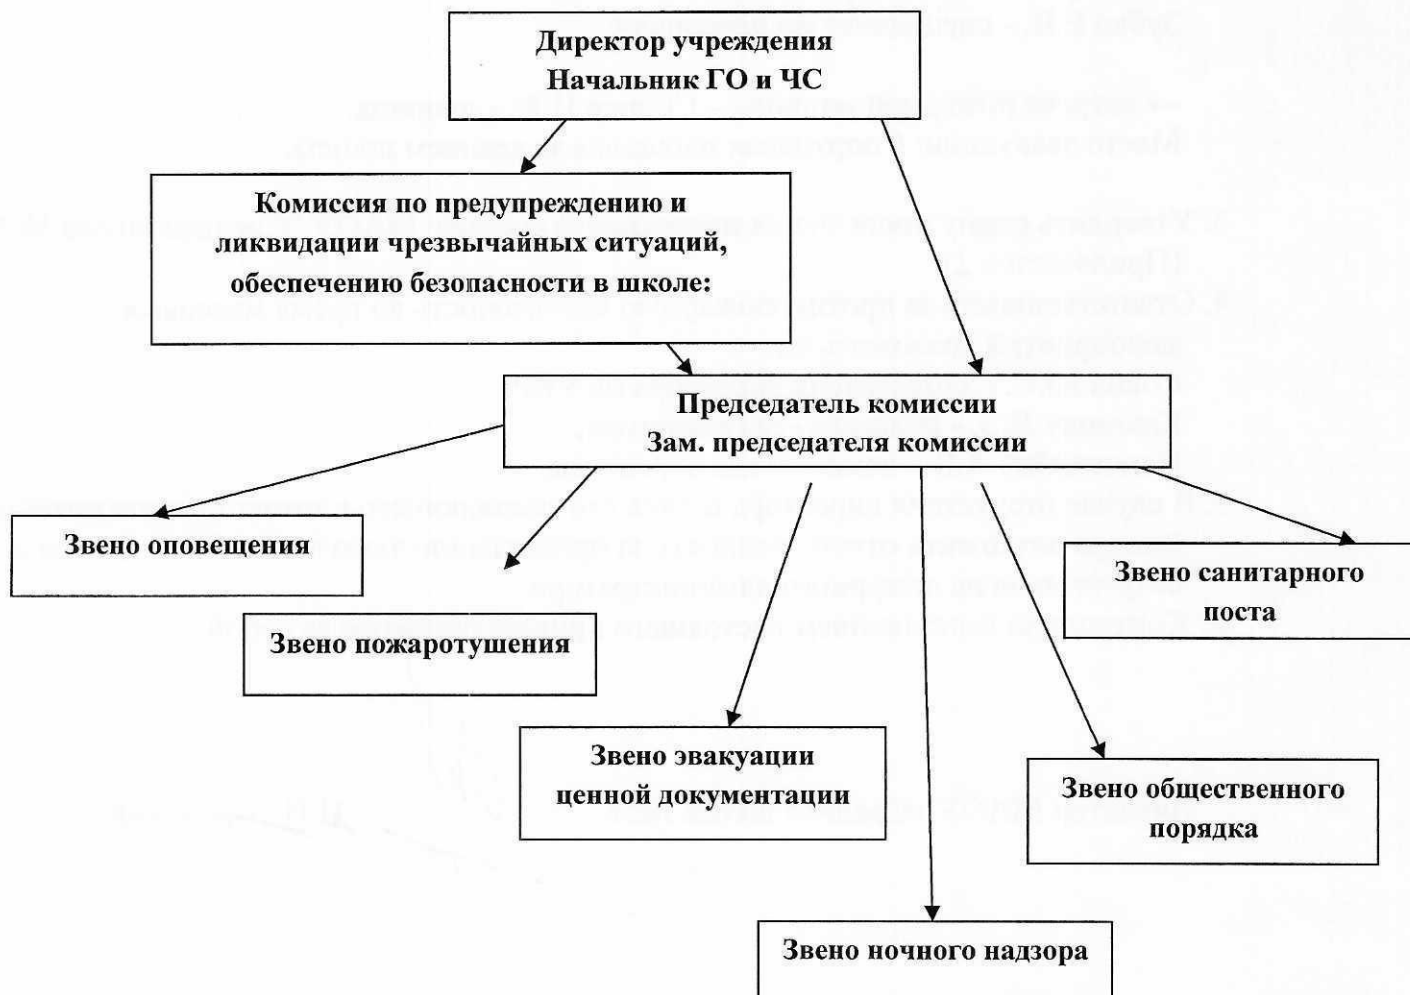 Директор учреждения
Начальник ГО и ЧС
Комиссия по предупреждению и
ликвидации чрезвычайных ситуаций,
обеспечению безопасности в школе:
Председатель комиссии
Зам. председателя комиссии
Звено оповещения
Звено санитарного
поста
Звено пожаротушения
Звено эвакуации
ценной документации
Звено общественного
порядка
Звено ночного надзора